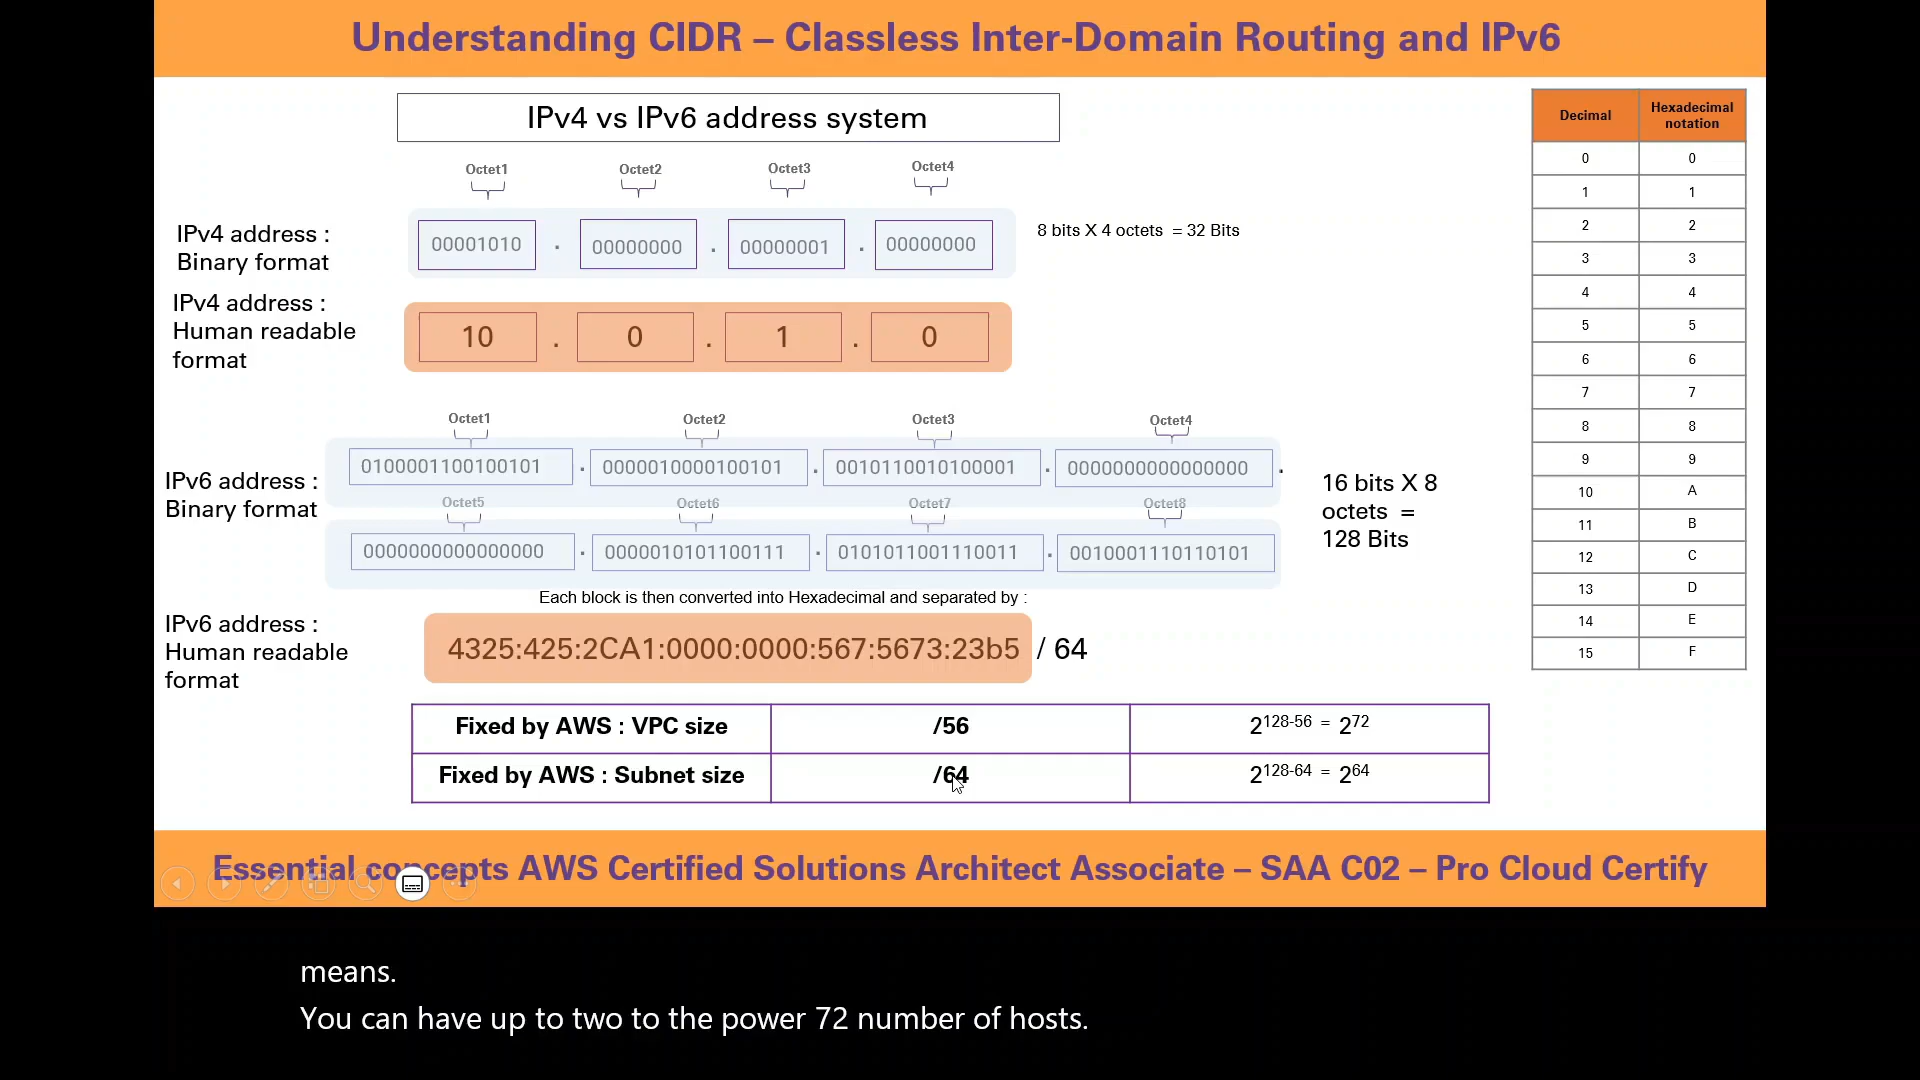 Understanding CIDR – Classless Inter-Domain Routing and IPv6
IPv4 vs IPv6 address system
Octet1 Octet2 Octet3 Octet4
IPv4 address :
Binary format
00001010 . 00000000 . 00000001 . 00000000
8 bits X 4 octets = 32 Bits
IPv4 address :
Human readable
format
10 . 0 . 1 . 0
Octet1 Octet2 Octet3 Octet4
IPv6 address :
Binary format
0100001100100101 . 0000010000100101 . 0010110010100001 . 0000000000000000 .
Octet5 Octet6 Octet7 Octet8
0000000000000000 . 0000010101100111 . 0101011001110011 . 0010001110110101
16 bits X 8
octets =
128 Bits
Each block is then converted into Hexadecimal and separated by :
IPv6 address :
Human readable
format
4325:425:2CA1:0000:0000:567:5673:23b5 / 64
Fixed by AWS : VPC size /56 2^128-56 = 2^72
Fixed by AWS : Subnet size /64 2^128-64 = 2^64
Decimal Hexadecimal notation
0 0
1 1
2 2
3 3
4 4
5 5
6 6
7 7
8 8
9 9
10 A
11 B
12 C
13 D
14 E
15 F
Essential concepts AWS Certified Solutions Architect Associate – SAA C02 – Pro Cloud Certify
means.
You can have up to two to the power 72 number of hosts.